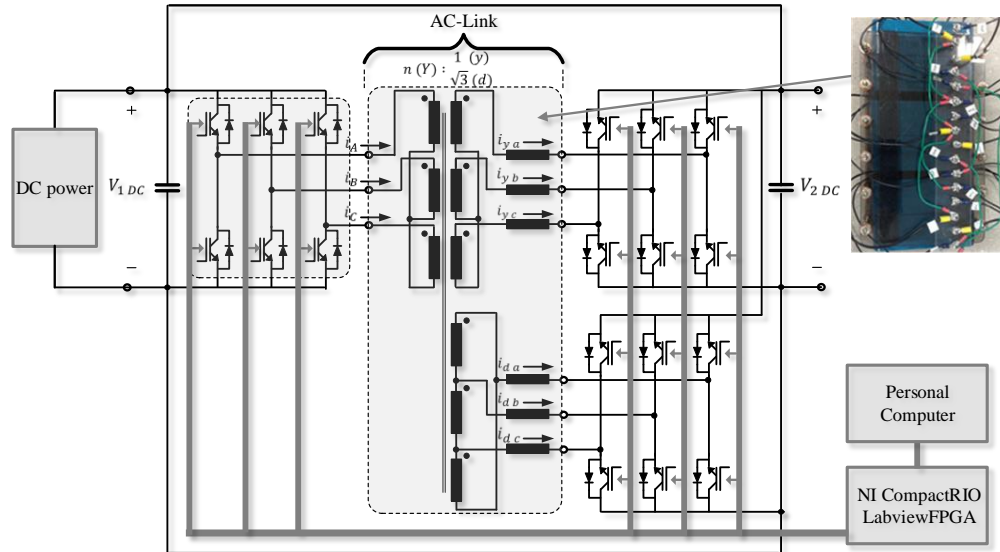 AC-Link
n (Y) : 1 (y)
√3 (d)
+
+
DC power
V1 DC
V2 DC
iA
iB
iC
iy a
iy b
iy c
−
−
id a
id b
id c
Personal
Computer
NI CompactRIO
LabviewFPGA